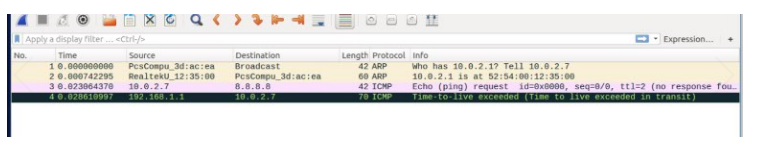 Apply a display filter ... <Ctrl-/>
Expression... +
No. Time Source Destination Length Protocol Info
1 0.000000000 PcsCompu_3d:ac:ea Broadcast 42 ARP Who has 10.0.2.1? Tell 10.0.2.7
2 0.000742295 RealtekU_12:35:00 PcsCompu_3d:ac:ea 60 ARP 10.0.2.1 is at 52:54:00:12:35:00
3 0.023064370 10.0.2.7 8.8.8.8 42 ICMP Echo (ping) request id=0x0000, seq=0/0, ttl=2 (no response fou…
4 0.028610997 192.168.1.1 10.0.2.7 70 ICMP Time-to-live exceeded (Time to live exceeded in transit)